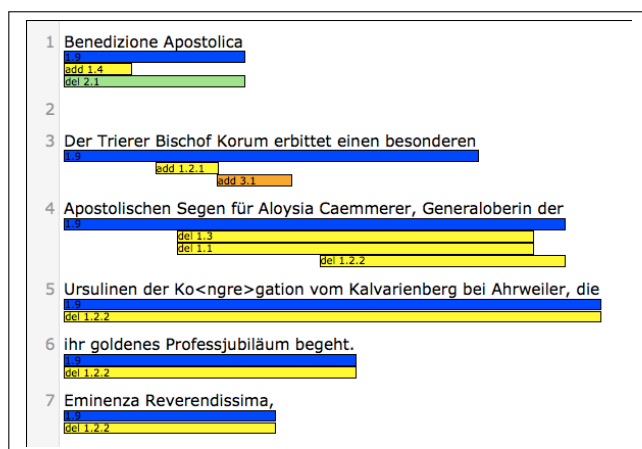 1 Benedizione Apostolica
1.9
add 1.4
del 2.1
2
3 Der Trierer Bischof Korum erbittet einen besonderen
1.9
add 1.2.1
add 3.1
4 Apostolischen Segen für Aloysia Caemmerer, Generaloberin der
1.9
del 1.3
del 1.1
del 1.2.2
5 Ursulinen der Ko<ngre>gation vom Kalvarienberg bei Ahrweiler, die
1.9
del 1.2.2
6 ihr goldenes Professjubiläum begeht.
1.9
del 1.2.2
7 Eminenza Reverendissima,
1.9
del 1.2.2